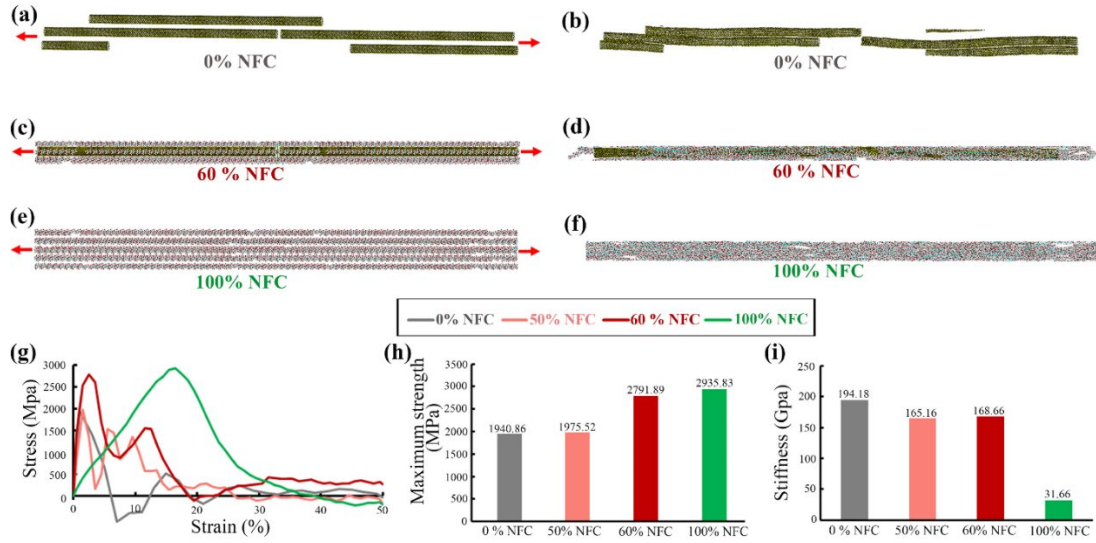 (a)
0% NFC
(b)
0% NFC
(c)
60 % NFC
(d)
60 % NFC
(e)
100% NFC
(f)
100% NFC
0% NFC 50% NFC 60 % NFC 100% NFC
(g)
Stress (Mpa)
3000
2500
2000
1500
1000
500
0
0 10 20 30 40 50
Strain (%)
(h)
Maximum strength
(MPa)
3500
3000
2500
2000
1500
1000
500
0
1940.86 1975.52 2791.89 2935.83
0 % NFC 50% NFC 60% NFC 100% NFC
(i)
Stiffness (Gpa)
250
200
150
100
50
0
194.18 165.16 168.66 31.66
0 % NFC 50% NFC 60% NFC 100% NFC